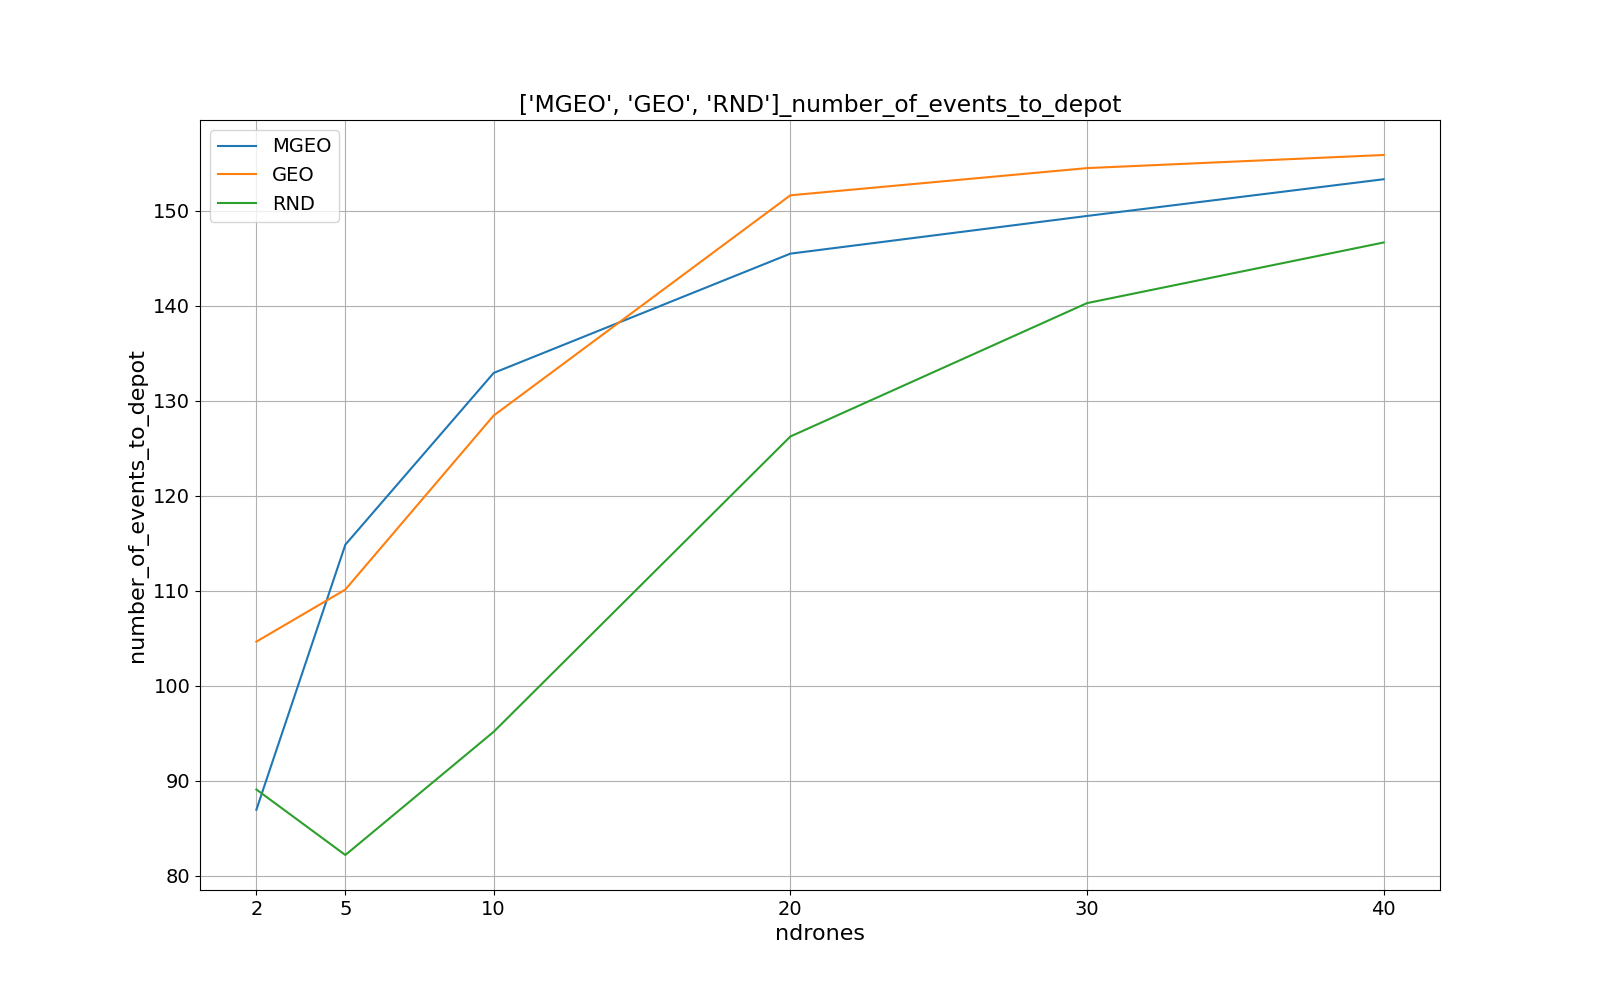 ['MGEO', 'GEO', 'RND']_number_of_events_to_depot
MGEO
GEO
RND
number_of_events_to_depot
150
140
130
120
110
100
90
80
2 5 10 20 30 40
ndrones